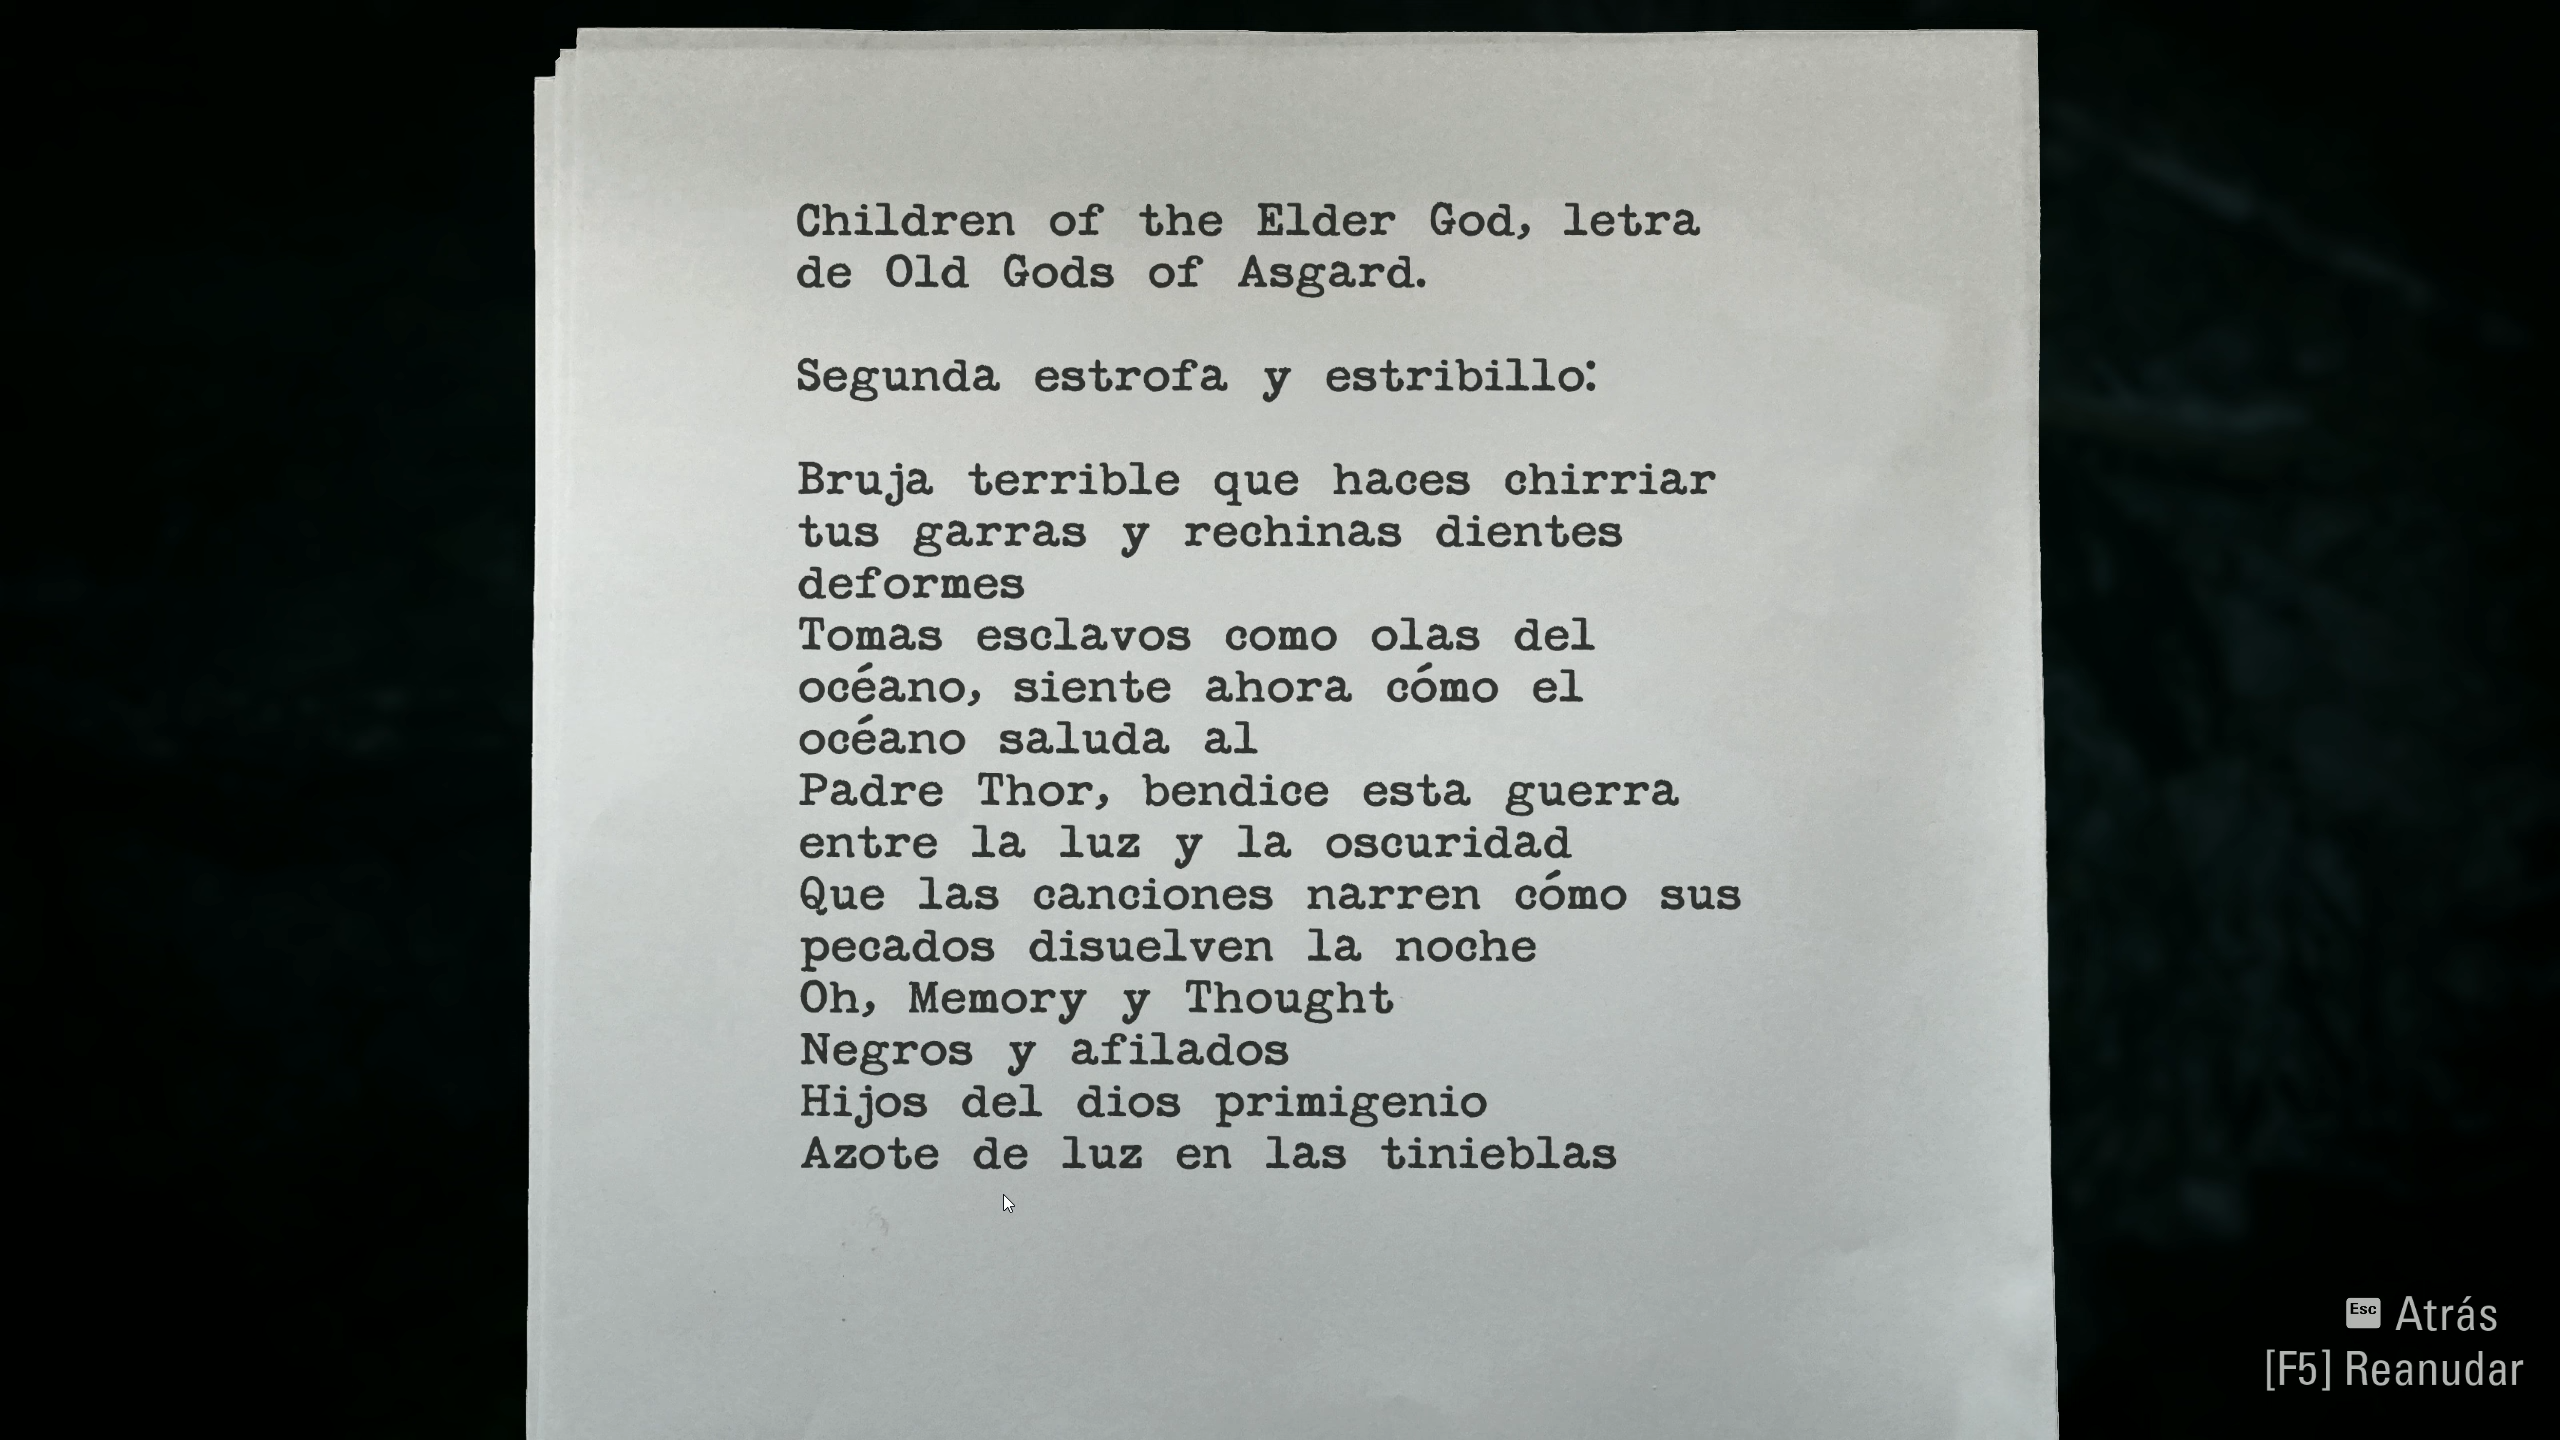 Children of the Elder God, letra
de Old Gods of Asgard.
Segunda estrofa y estribillo:
Bruja terrible que haces chirriar
tus garras y rechinas dientes
deformes
Tomas esclavos como olas del
océano, siente ahora cómo el
océano saluda al
Padre Thor, bendice esta guerra
entre la luz y la oscuridad
Que las canciones narren cómo sus
pecados disuelven la noche
Oh, Memory y Thought
Negros y afilados
Hijos del dios primigenio
Azote de luz en las tinieblas
Esc Atrás
[F5] Reanudar